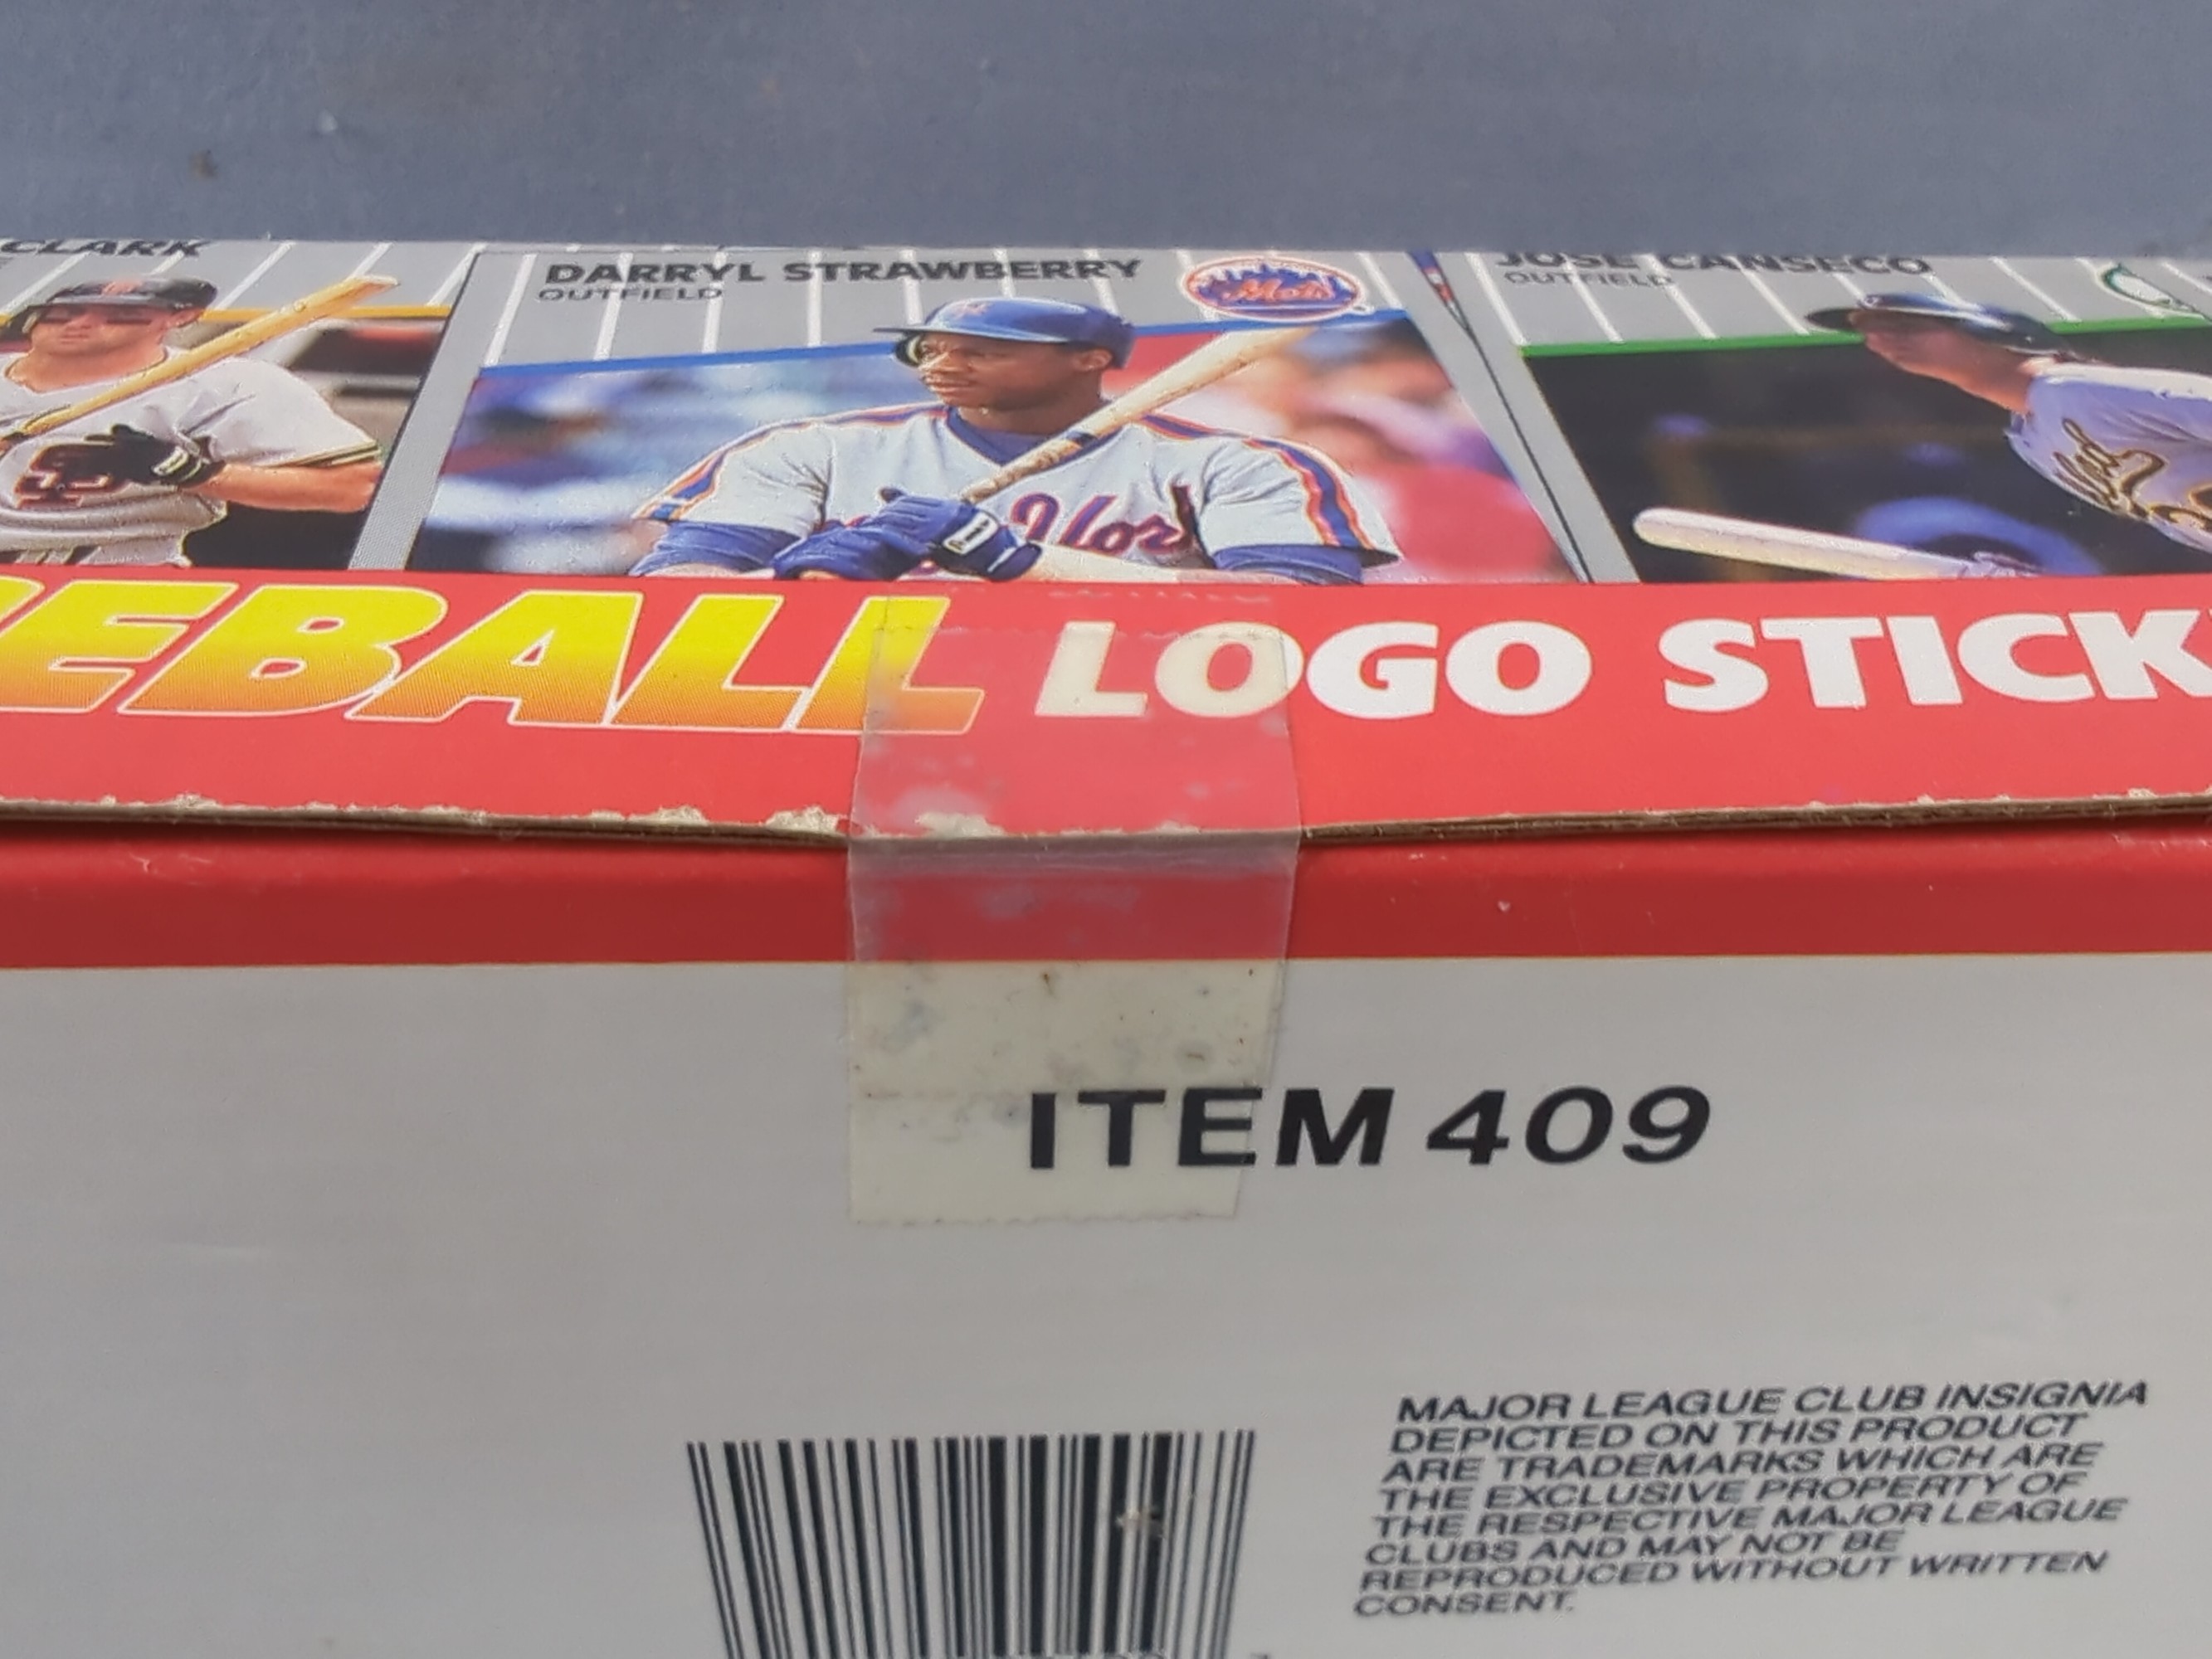 CLARK
DARRYL STRAWBERRY
OUTFIELD
Mets
JOSE CANSECO
OUTFIELD
SF
York
EBALL LOGO STICK
ITEM 409
MAJOR LEAGUE CLUB INSIGNIA
DEPICTED ON THIS PRODUCT
ARE TRADEMARKS WHICH ARE
THE EXCLUSIVE PROPERTY OF
THE RESPECTIVE MAJOR LEAGUE
CLUBS AND MAY NOT BE
REPRODUCED WITHOUT WRITTEN
CONSENT.